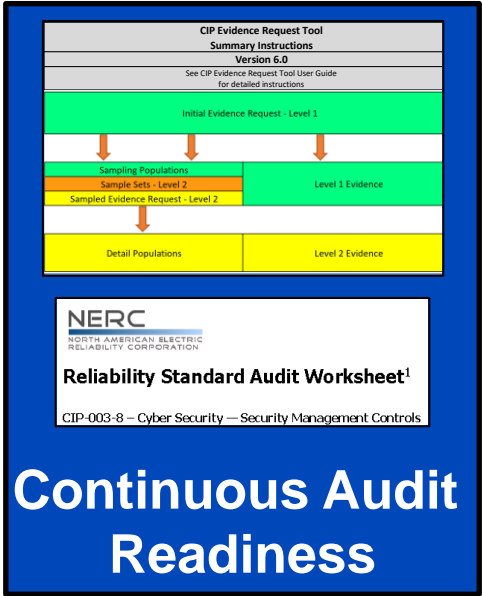 CIP Evidence Request Tool
Summary Instructions
Version 6.0
See CIP Evidence Request Tool User Guide
for detailed instructions
Initial Evidence Request - Level 1
Sampling Populations
Sample Sets - Level 2
Sampled Evidence Request - Level 2
Level 1 Evidence
Detail Populations
Level 2 Evidence
NERC
NORTH AMERICAN ELECTRIC
RELIABILITY CORPORATION
Reliability Standard Audit Worksheet¹
CIP-003-8 – Cyber Security — Security Management Controls
Continuous Audit
Readiness